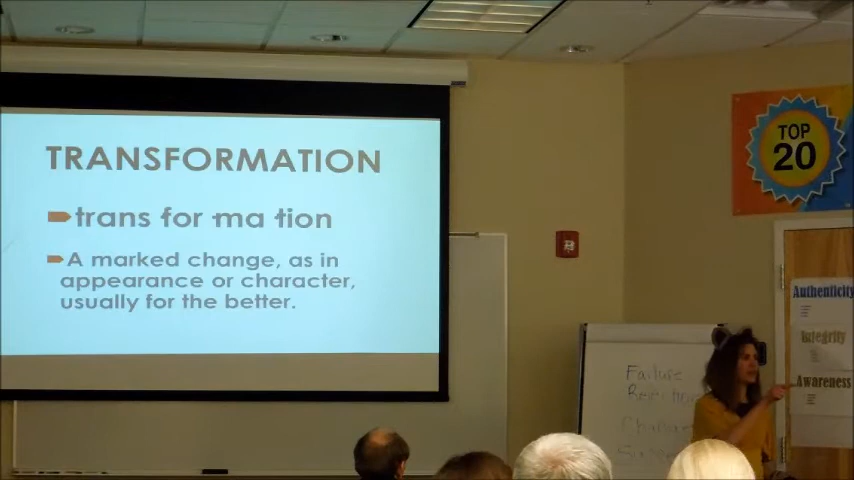 TRANSFORMATION
trans·for·ma·tion
A marked change, as in
appearance or character,
usually for the better.
TOP
20
Authenticity
Integrity
Awareness
Failure
Rejection